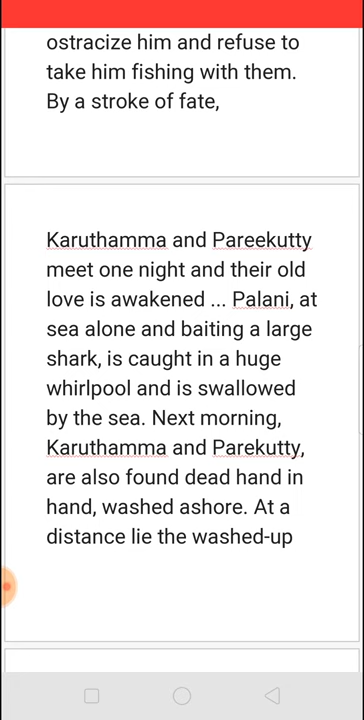 ostracize him and refuse to
take him fishing with them.
By a stroke of fate,
Karuthamma and Pareekutty
meet one night and their old
love is awakened ... Palani, at
sea alone and baiting a large
shark, is caught in a huge
whirlpool and is swallowed
by the sea. Next morning,
Karuthamma and Parekutty,
are also found dead hand in
hand, washed ashore. At a
distance lie the washed-up